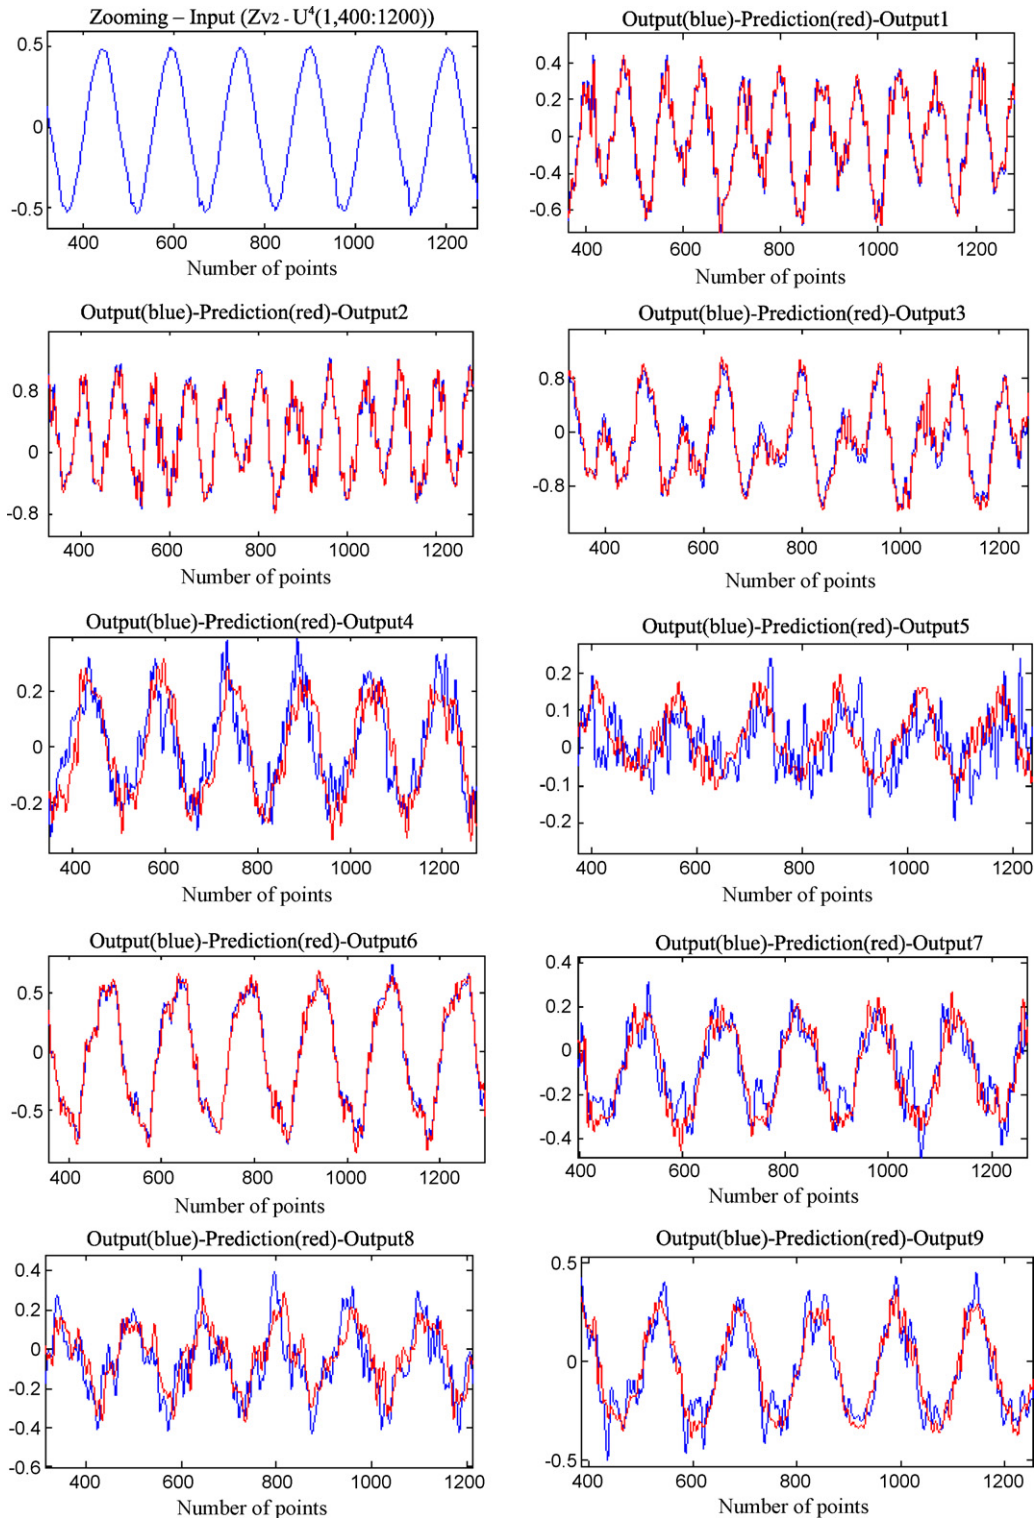 Zooming – Input (ZV2 - U⁴(1,400:1200))
0.5
0
-0.5
400 600 800 1000 1200
Number of points
Output(blue)-Prediction(red)-Output1
0.4
0.2
0
-0.2
-0.4
-0.6
400 600 800 1000 1200
Number of points
Output(blue)-Prediction(red)-Output2
0.8
0
-0.8
400 600 800 1000 1200
Number of points
Output(blue)-Prediction(red)-Output3
0.8
0
-0.8
400 600 800 1000 1200
Number of points
Output(blue)-Prediction(red)-Output4
0.2
0
-0.2
400 600 800 1000 1200
Number of points
Output(blue)-Prediction(red)-Output5
0.2
0.1
0
-0.1
-0.2
400 600 800 1000 1200
Number of points
Output(blue)-Prediction(red)-Output6
0.5
0
-0.5
400 600 800 1000 1200
Number of points
Output(blue)-Prediction(red)-Output7
0.4
0.2
0
-0.2
-0.4
400 600 800 1000 1200
Number of points
Output(blue)-Prediction(red)-Output8
0.4
0.2
0
-0.2
-0.4
-0.6
400 600 800 1000 1200
Number of points
Output(blue)-Prediction(red)-Output9
0.5
0
-0.5
400 600 800 1000 1200
Number of points